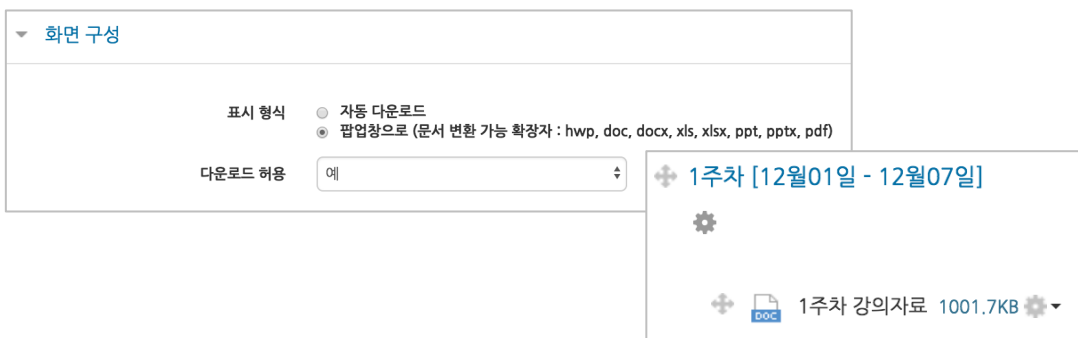 화면 구성
표시 형식
자동 다운로드
팝업창으로 (문서 변환 가능 확장자 : hwp, doc, docx, xls, xlsx, ppt, pptx, pdf)
다운로드 허용
예
1주차 [12월01일 - 12월07일]
DOC
1주차 강의자료 1001.7KB